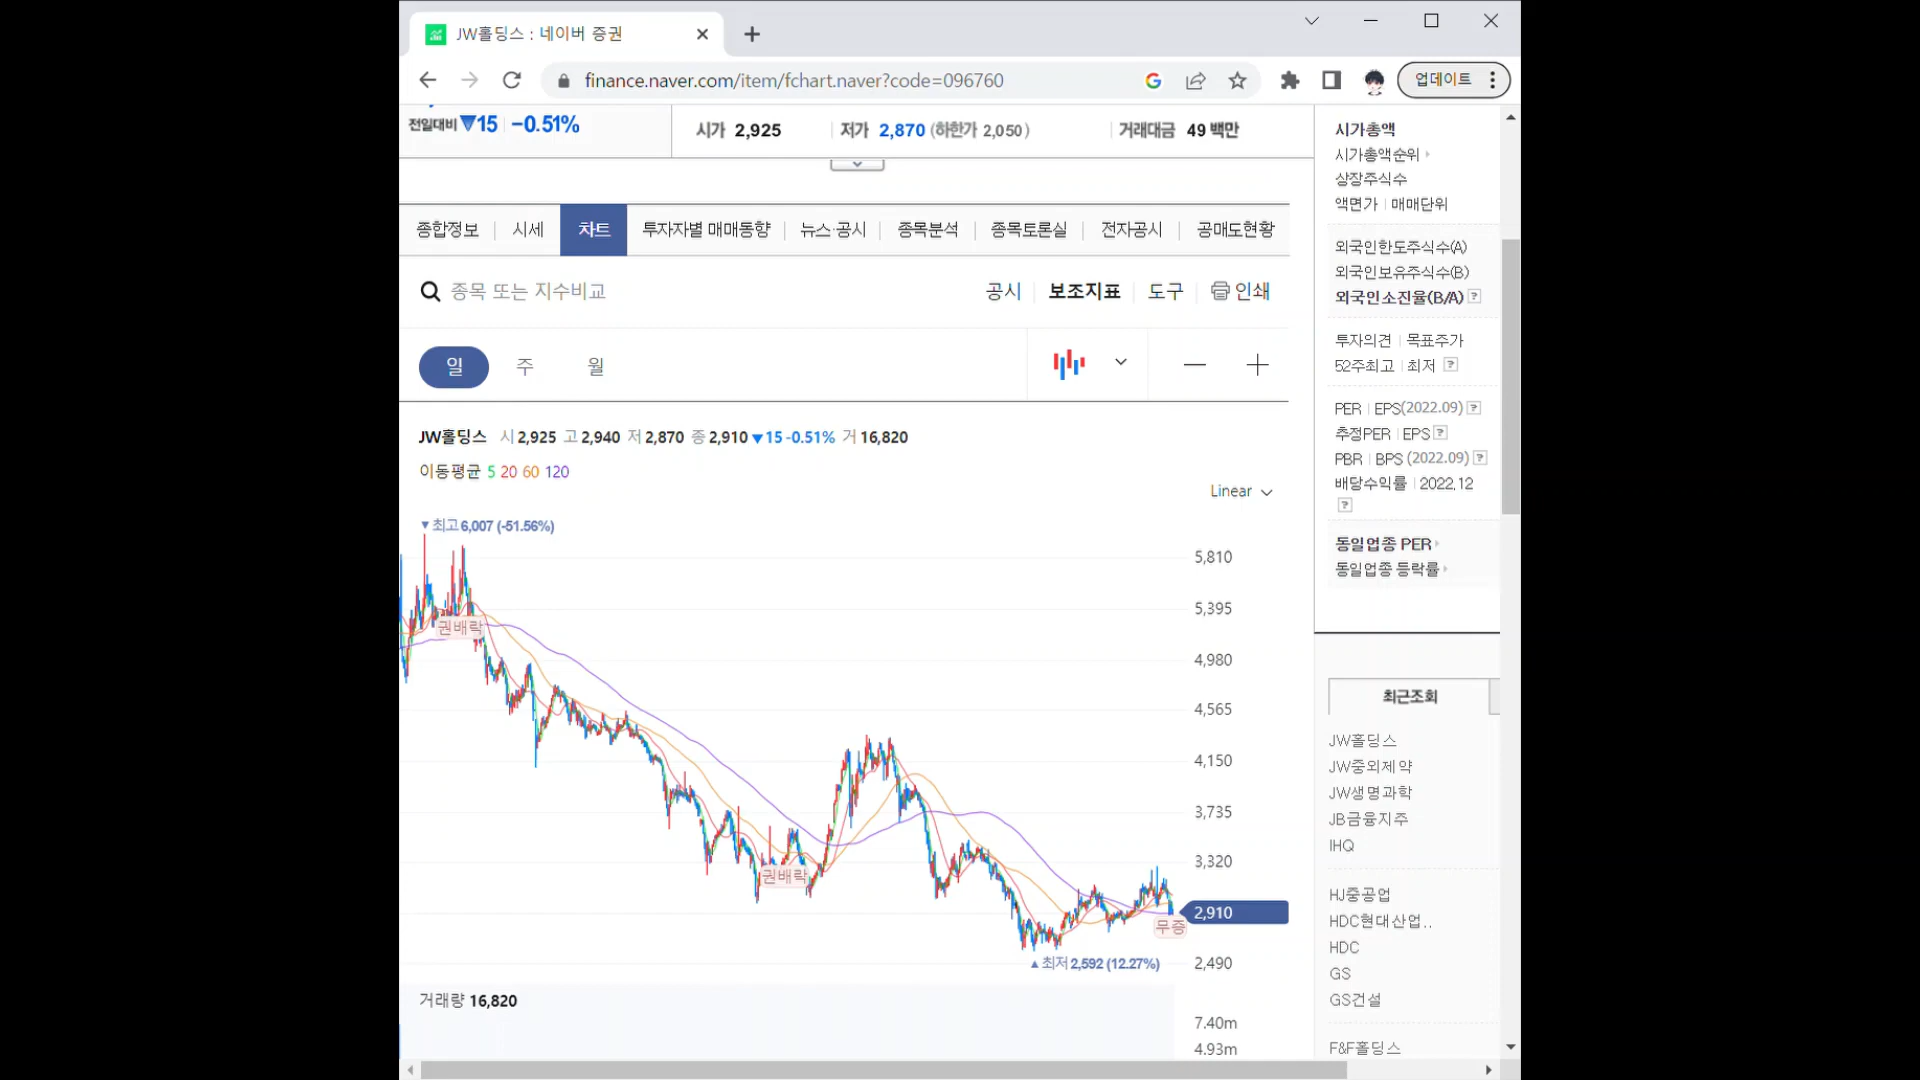 JW홀딩스 : 네이버 증권
finance.naver.com/item/fchart.naver?code=096760
업데이트
전일대비 ▼15 -0.51%
시가 2,925 저가 2,870 (하한가 2,050) 거래대금 49 백만
종합정보 시세 차트 투자자별 매매동향 뉴스·공시 종목분석 종목토론실 전자공시 공매도현황
종목 또는 지수비교
공시 보조지표 도구 인쇄
일 주 월
JW홀딩스 시 2,925 고 2,940 저 2,870 종 2,910 ▼15 -0.51% 거 16,820
이동평균 5 20 60 120
Linear
▼최고 6,007 (-51.56%)
5,810
5,395
권배락
4,980
4,565
4,150
3,735
3,320
권배락
2,910
무증
▲최저 2,592 (12.27%)
2,490
거래량 16,820
7.40m
4.93m
시가총액
시가총액순위
상장주식수
액면가 | 매매단위
외국인한도주식수(A)
외국인보유주식수(B)
외국인소진율(B/A) ?
투자의견 | 목표주가
52주최고 | 최저 ?
PER | EPS(2022.09) ?
추정PER | EPS ?
PBR | BPS (2022.09) ?
배당수익률 | 2022.12
?
동일업종 PER
동일업종 등락률
최근조회
JW홀딩스
JW중외제약
JW생명과학
JB금융지주
IHQ
HJ중공업
HDC현대산업..
HDC
GS
GS건설
F&F홀딩스